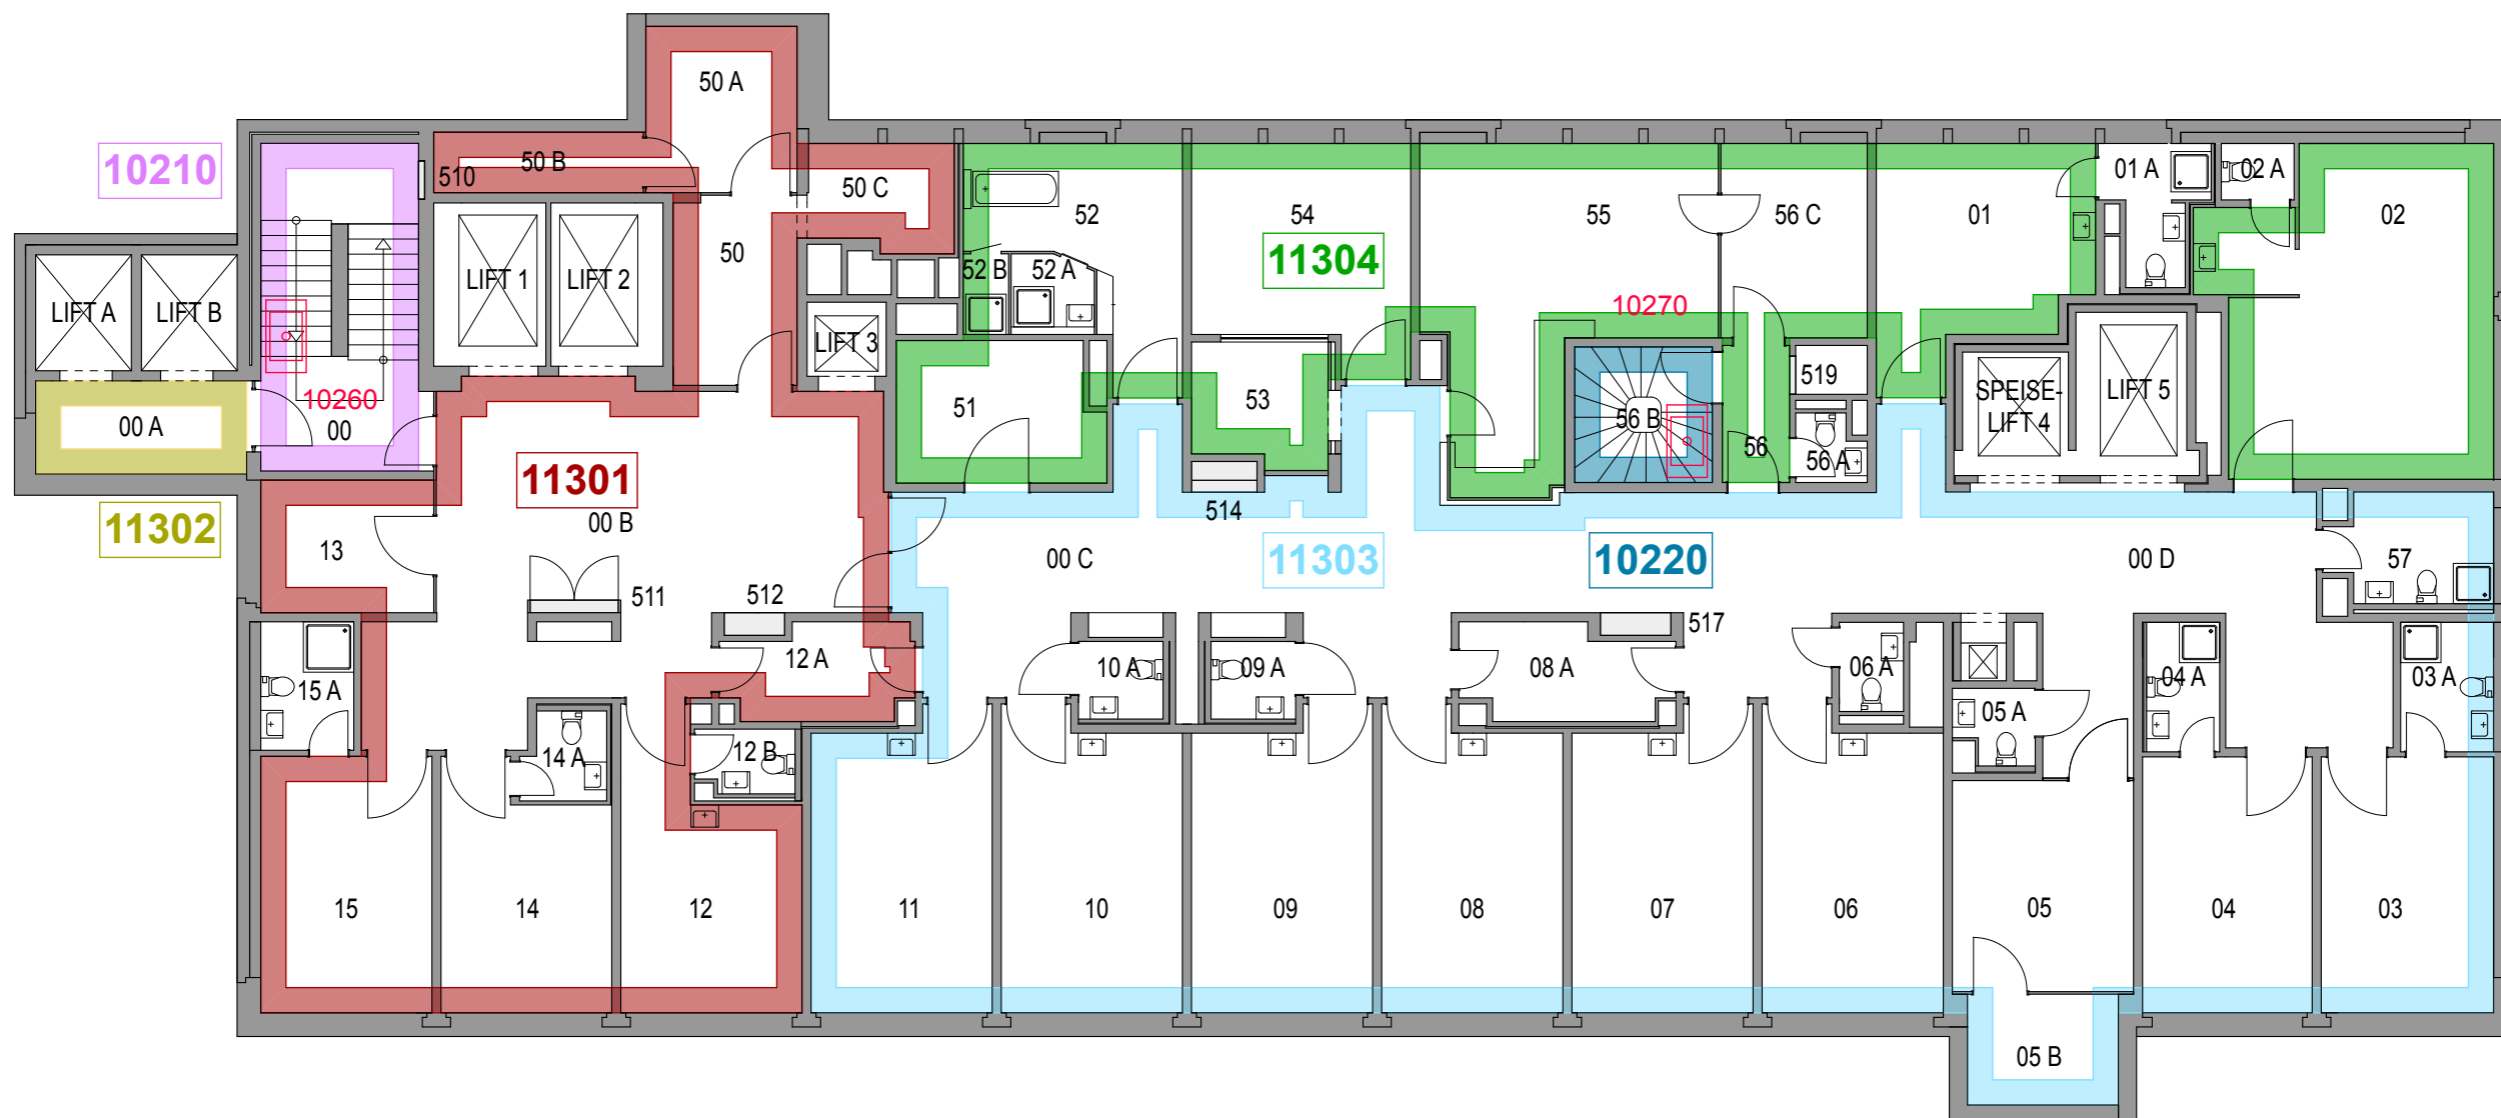 50 A
10210
50 B
510
50 C
52
54
55
56 C
01
01 A
02 A
02
50
11304
LIFT A
LIFT B
LIFT 1
LIFT 2
52 B
52 A
10270
LIFT 3
519
SPEISE-
LIFT 4
LIFT 5
10260
00 A
00
51
53
56 B
56
56 A
11301
11302
514
00 B
13
00 C
11303
10220
00 D
57
511
512
517
12 A
10 A
09 A
08 A
06 A
04 A
03 A
15 A
05 A
14 A
12 B
15
14
12
11
10
09
08
07
06
05
04
03
05 B